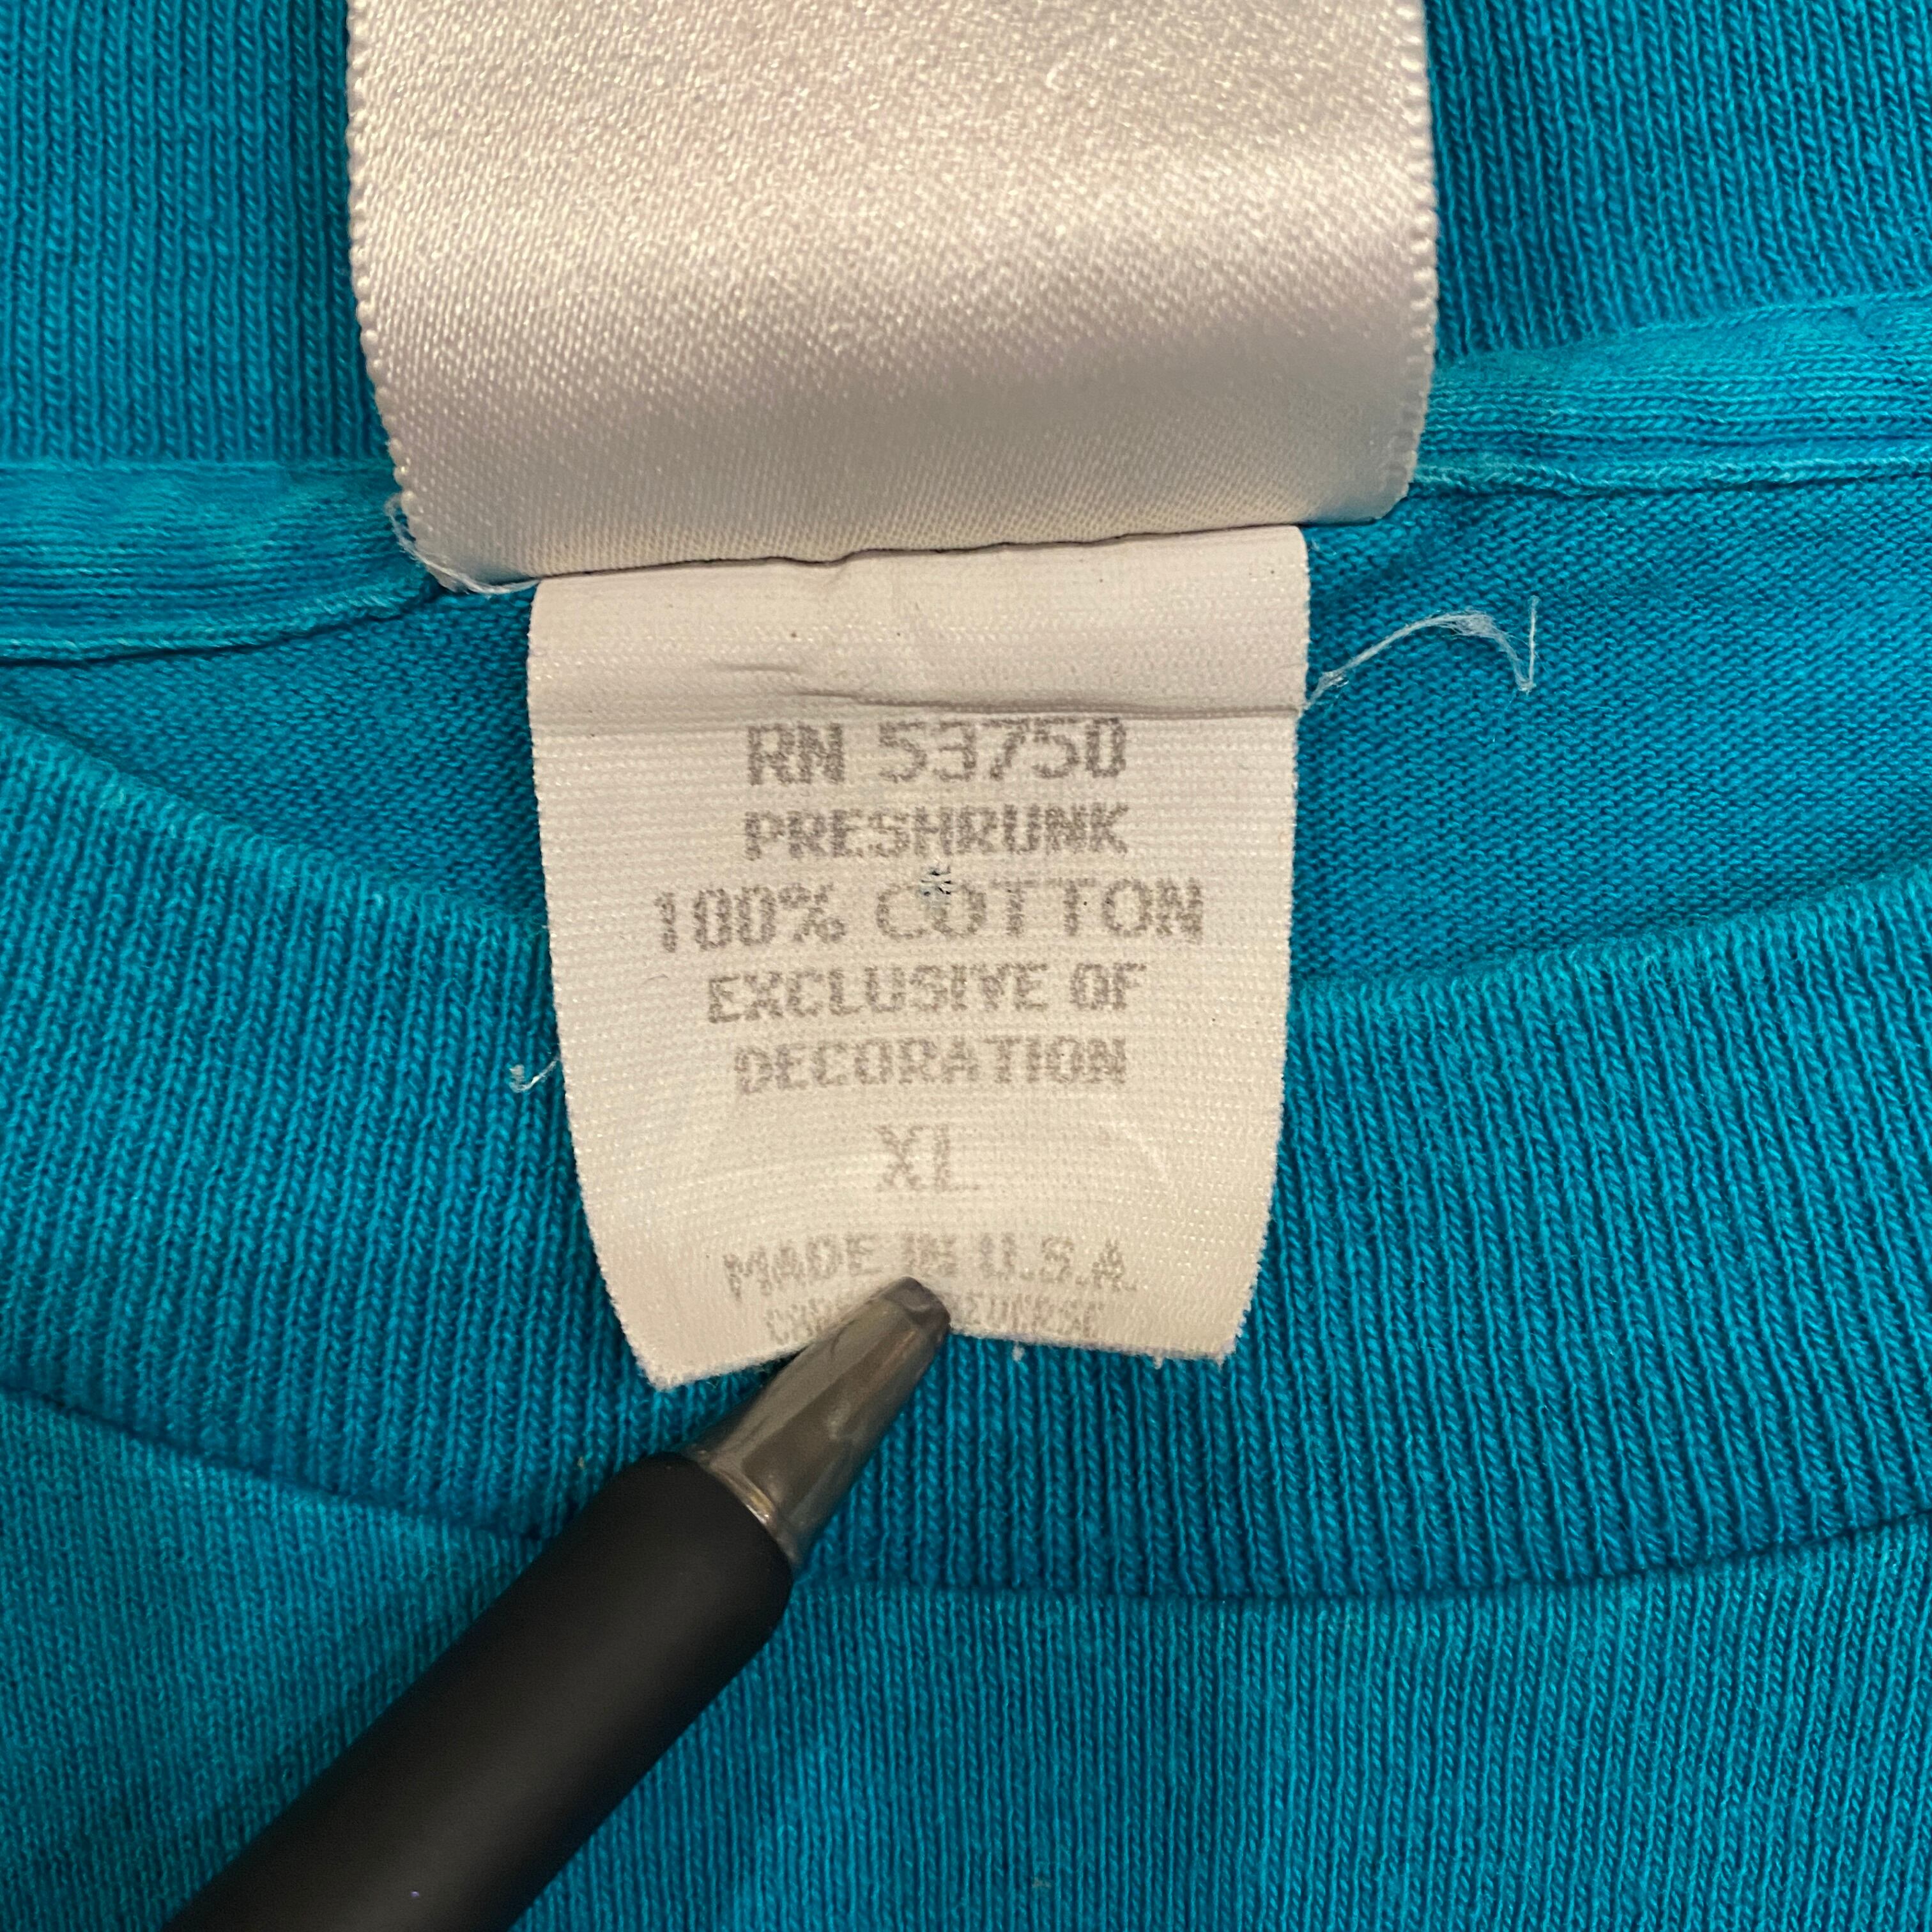 RN 53750
PRESHRUNK
100% COTTON
EXCLUSIVE OF
DECORATION
XL
MADE IN U.S.A.